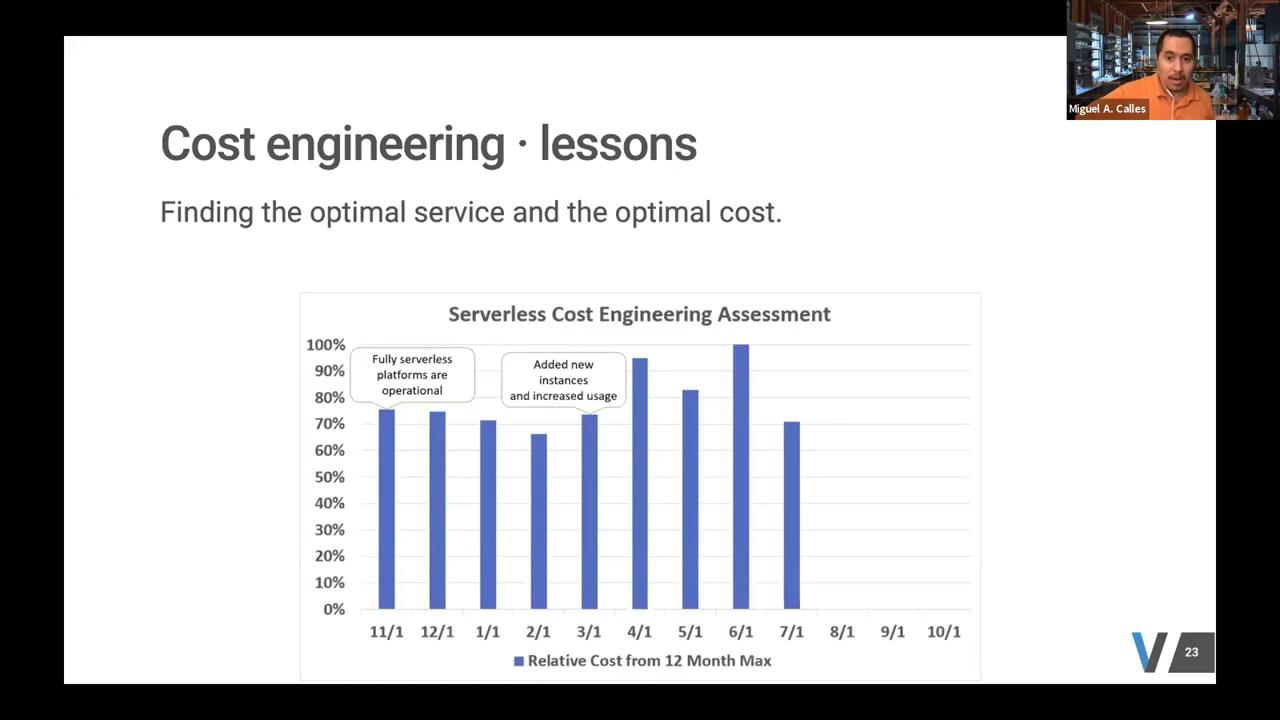 Miguel A. Calles
Cost engineering · lessons
Finding the optimal service and the optimal cost.
Serverless Cost Engineering Assessment
100%
90%
80%
70%
60%
50%
40%
30%
20%
10%
0%
Fully serverless
platforms are
operational
Added new
instances
and increased usage
11/1 12/1 1/1 2/1 3/1 4/1 5/1 6/1 7/1 8/1 9/1 10/1
Relative Cost from 12 Month Max
V
23